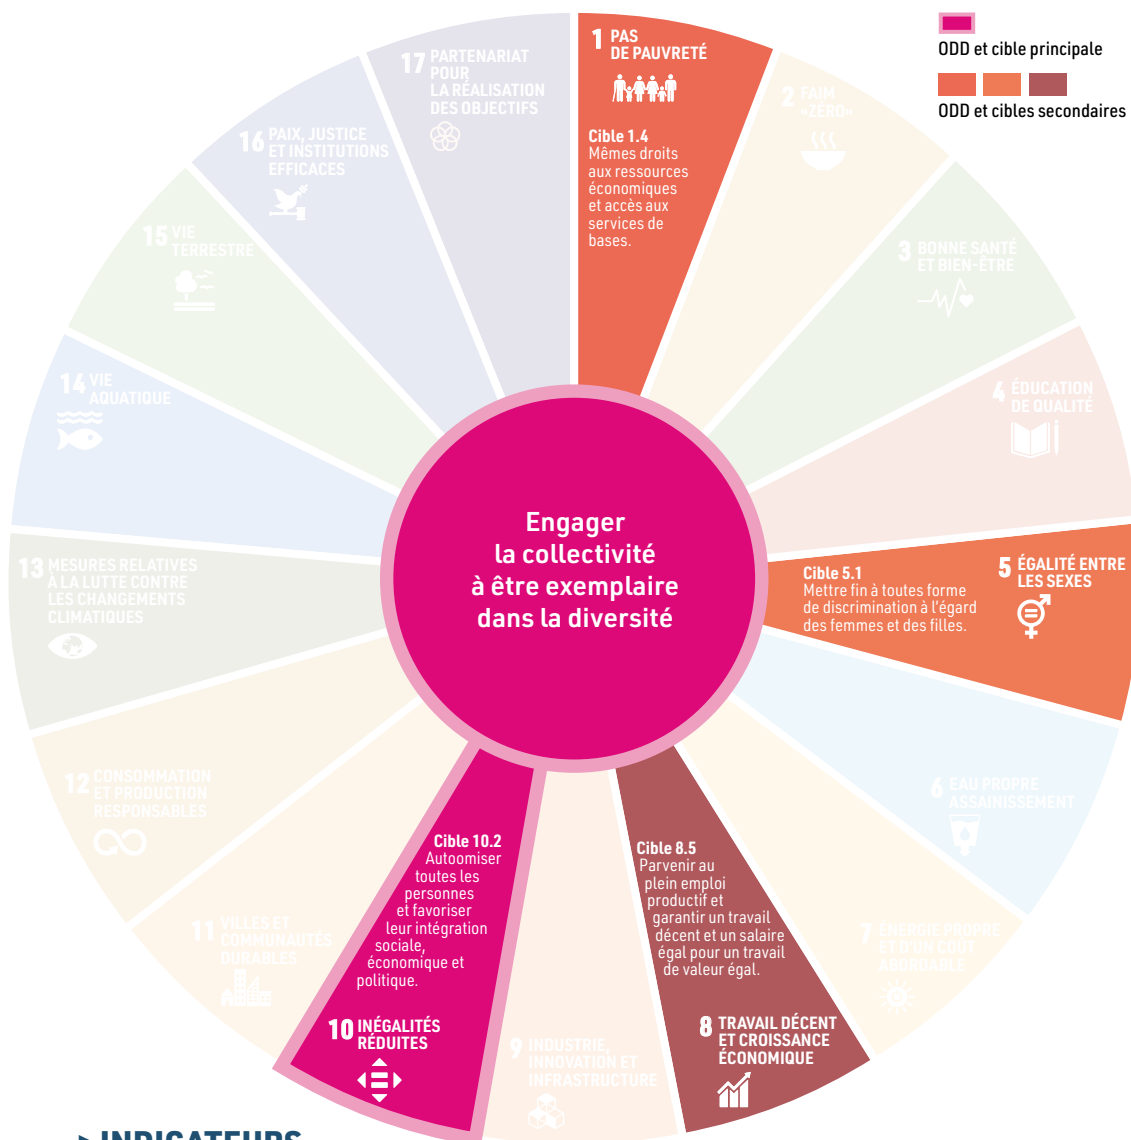 1 PAS
DE PAUVRETÉ
Cible 1.4
Mêmes droits
aux ressources
économiques
et accès aux
services de
bases.
2 FAIM
«ZÉRO»
3 BONNE SANTÉ
ET BIEN-ÊTRE
4 ÉDUCATION
DE QUALITÉ
5 ÉGALITÉ ENTRE
LES SEXES
Cible 5.1
Mettre fin à toutes forme
de discrimination à l'égard
des femmes et des filles.
6 EAU PROPRE
ASSAINISSEMENT
7 ÉNERGIE PROPRE
ET D'UN COÛT
ABORDABLE
Cible 8.5
Parvenir au
plein emploi
productif et
garantir un travail
décent et un salaire
égal pour un travail
de valeur égal.
8 TRAVAIL DÉCENT
ET CROISSANCE
ÉCONOMIQUE
9 INDUSTRIE,
INNOVATION ET
INFRASTRUCTURE
Cible 10.2
Autoomiser
toutes les
personnes
et favoriser
leur intégration
sociale,
économique et
politique.
10 INÉGALITÉS
RÉDUITES
11 VILLES ET
COMMUNAUTÉS
DURABLES
12 CONSOMMATION
ET PRODUCTION
RESPONSABLES
13 MESURES RELATIVES
À LA LUTTE CONTRE
LES CHANGEMENTS
CLIMATIQUES
14 VIE
AQUATIQUE
15 VIE
TERRESTRE
16 PAIX, JUSTICE
ET INSTITUTIONS
EFFICACES
17 PARTENARIAT
POUR
LA RÉALISATION
DES OBJECTIFS
Engager
la collectivité
à être exemplaire
dans la diversité
ODD et cible principale
ODD et cibles secondaires
INDICATEURS